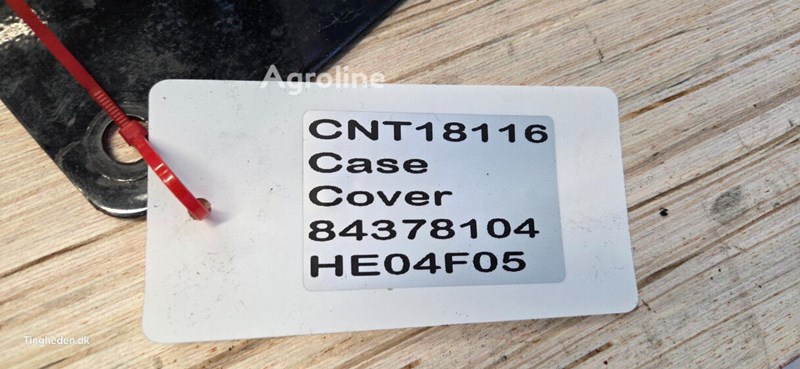 Agroline
CNT18116
Case
Cover
84378104
HE04F05
Tingheden.dk